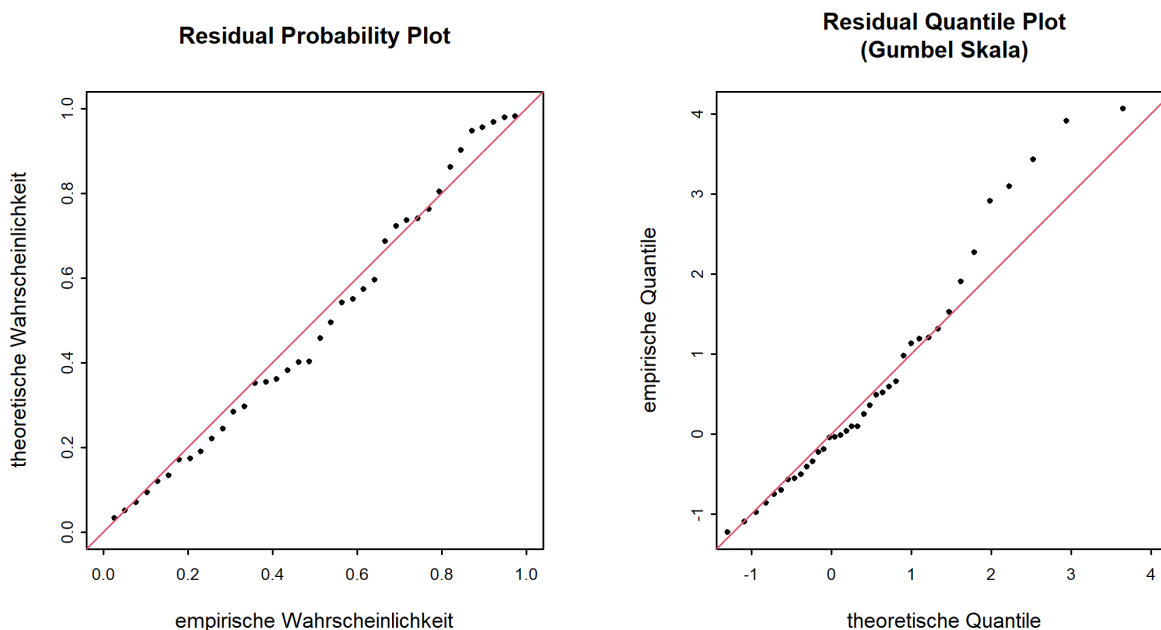 Residual Probability Plot
theoretische Wahrscheinlichkeit
1.0
0.8
0.6
0.4
0.2
0.0
0.0 0.2 0.4 0.6 0.8 1.0
empirische Wahrscheinlichkeit
Residual Quantile Plot
(Gumbel Skala)
empirische Quantile
4
3
2
1
0
-1
-1 0 1 2 3 4
theoretische Quantile